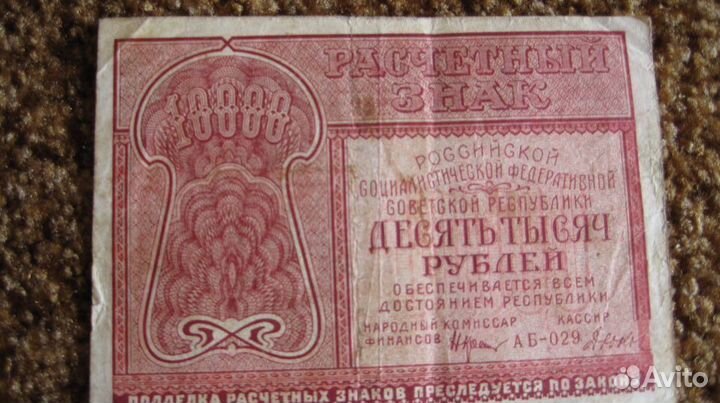 РАСЧЕТНЫЙ
ЗНАК
10000
РОССИЙСКОЙ
СОЦИАЛИСТИЧЕСКОЙ ФЕДЕРАТИВНОЙ
СОВЕТСКОЙ РЕСПУБЛИКИ
ДЕСЯТЬ ТЫСЯЧ
РУБЛЕЙ
ОБЕСПЕЧИВАЕТСЯ ВСЕМ
ДОСТОЯНИЕМ РЕСПУБЛИКИ
НАРОДНЫЙ КОМИССАР КАССИР
ФИНАНСОВ АБ-029
ПОДДЕЛКА РАСЧЕТНЫХ ЗНАКОВ ПРЕСЛЕДУЕТСЯ ПО ЗАКОН
Avito